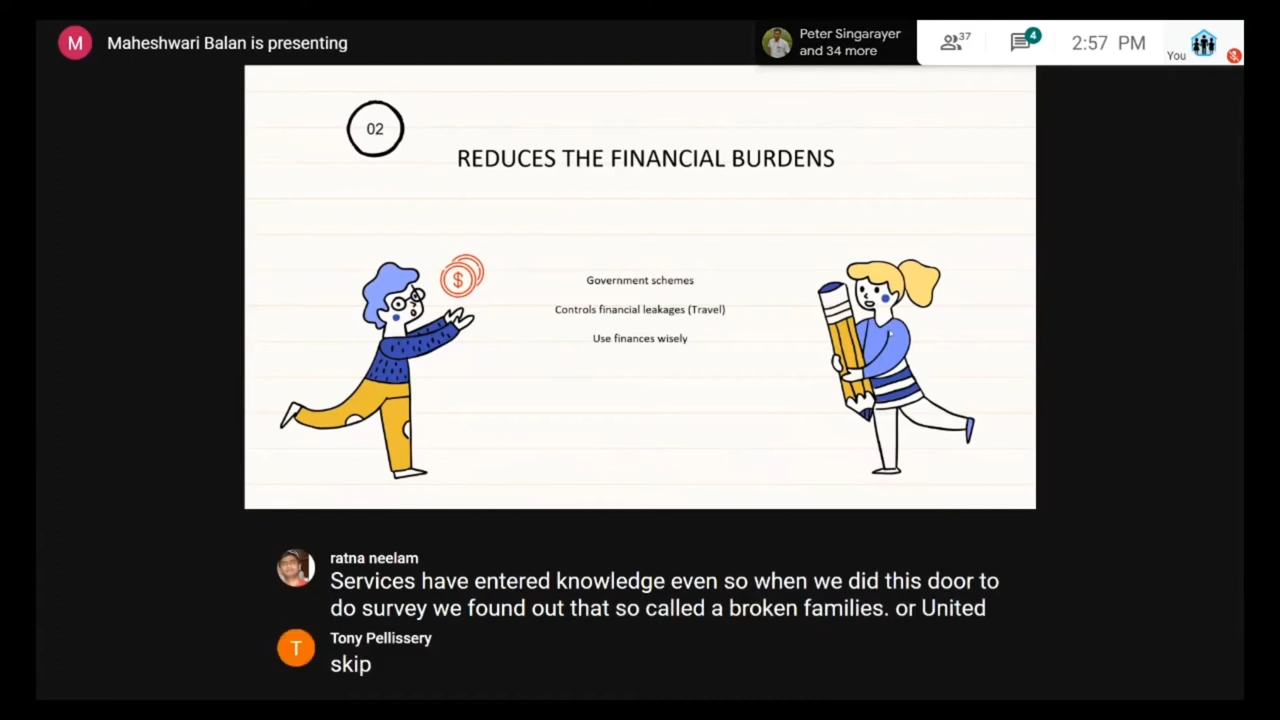 M
Maheshwari Balan is presenting
Peter Singarayer
and 34 more
37
4
2:57 PM
You
02
REDUCES THE FINANCIAL BURDENS
$
Government schemes
Controls financial leakages (Travel)
Use finances wisely
ratna neelam
Services have entered knowledge even so when we did this door to
do survey we found out that so called a broken families. or United
T
Tony Pellissery
skip